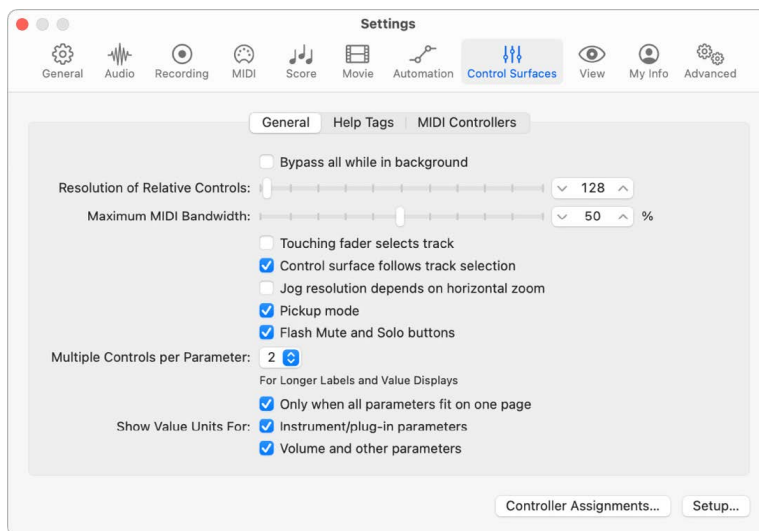 Settings
General Audio Recording MIDI Score Movie Automation Control Surfaces View My Info Advanced
General Help Tags MIDI Controllers
Bypass all while in background
Resolution of Relative Controls: 128
Maximum MIDI Bandwidth: 50 %
Touching fader selects track
Control surface follows track selection
Jog resolution depends on horizontal zoom
Pickup mode
Flash Mute and Solo buttons
Multiple Controls per Parameter: 2
For Longer Labels and Value Displays
Only when all parameters fit on one page
Show Value Units For: Instrument/plug-in parameters
Volume and other parameters
Controller Assignments... Setup...